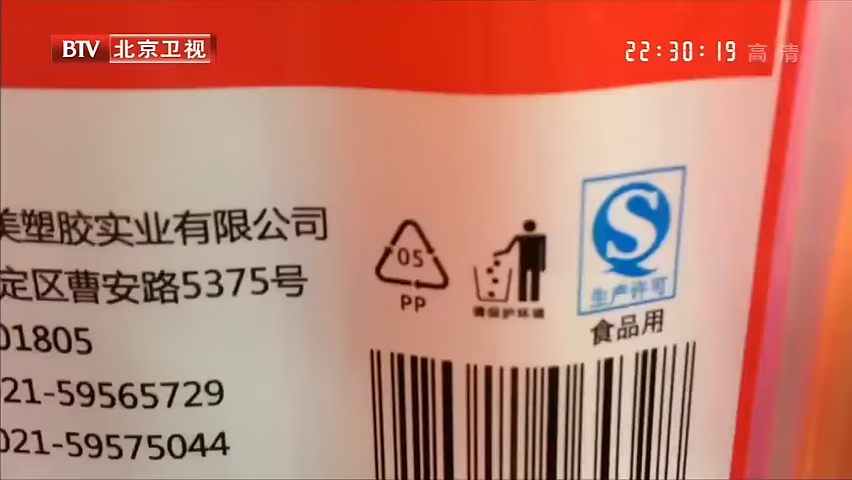 BTV 北京卫视
22:30:19 高清
美塑胶实业有限公司
定区曹安路5375号
01805
021-59565729
021-59575044
05
PP
请保护环境
生产许可
食品用